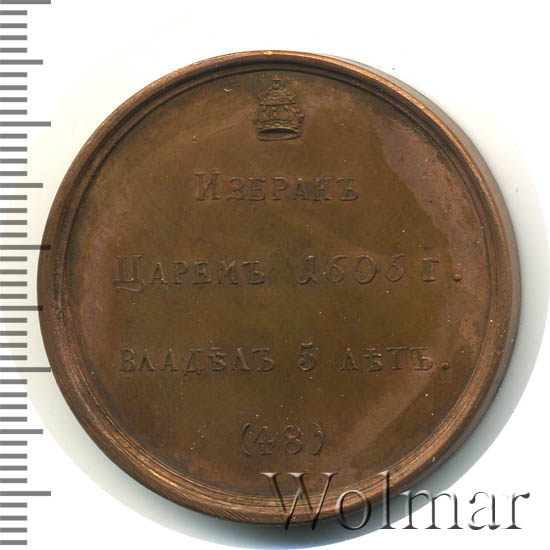 Избранъ
Царемъ 1606 г.
владѣлъ 5 лѣтъ.
(48)
Wolmar